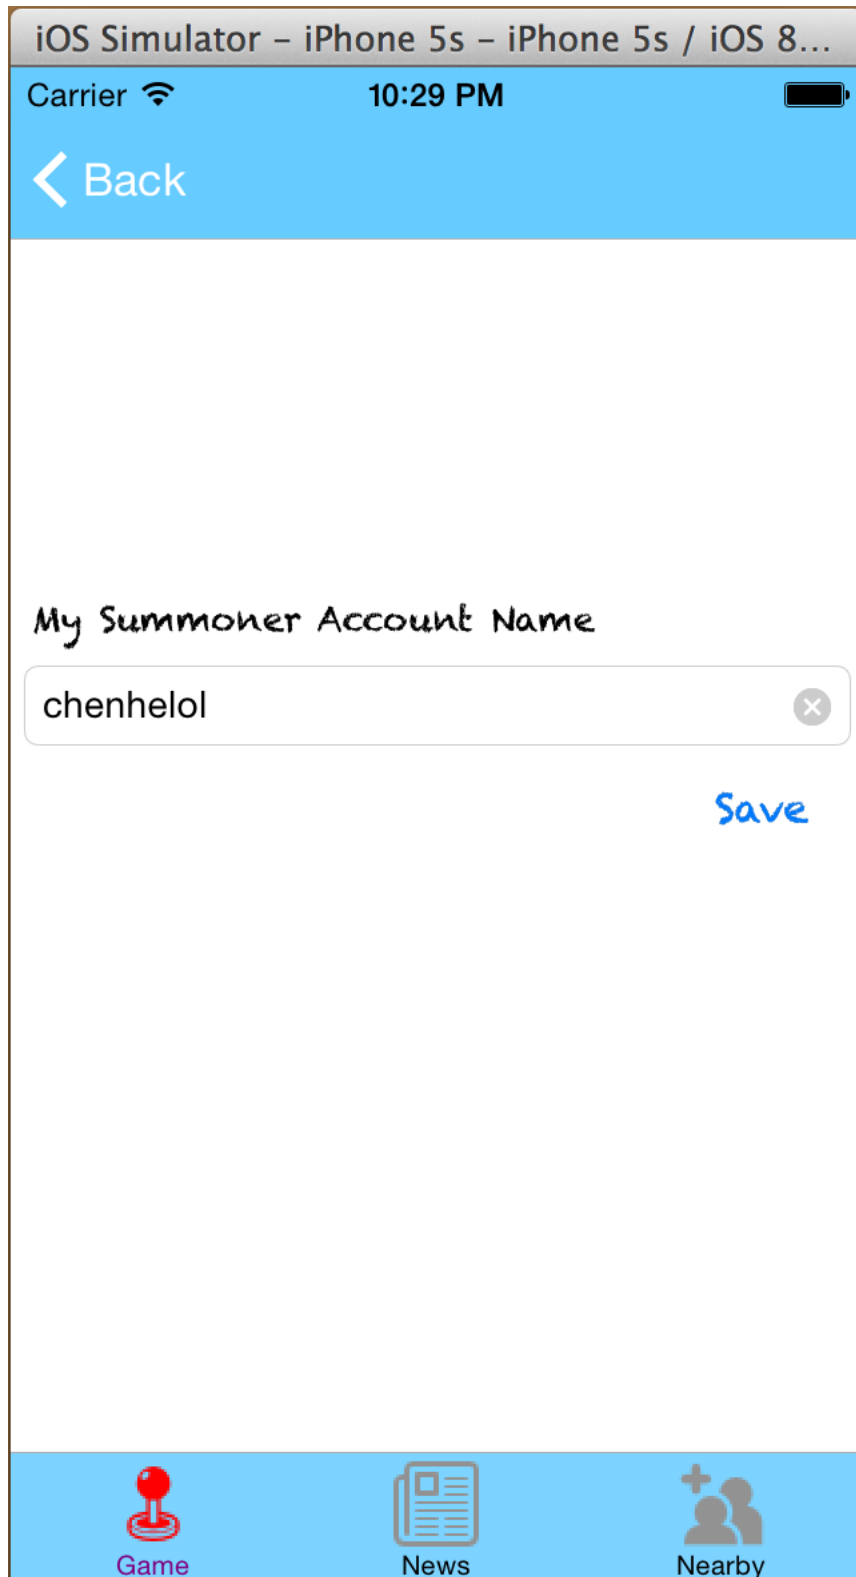 iOS Simulator – iPhone 5s – iPhone 5s / iOS 8...
Carrier 10:29 PM
Back
My Summoner Account Name
chenhelol
Save
Game News Nearby